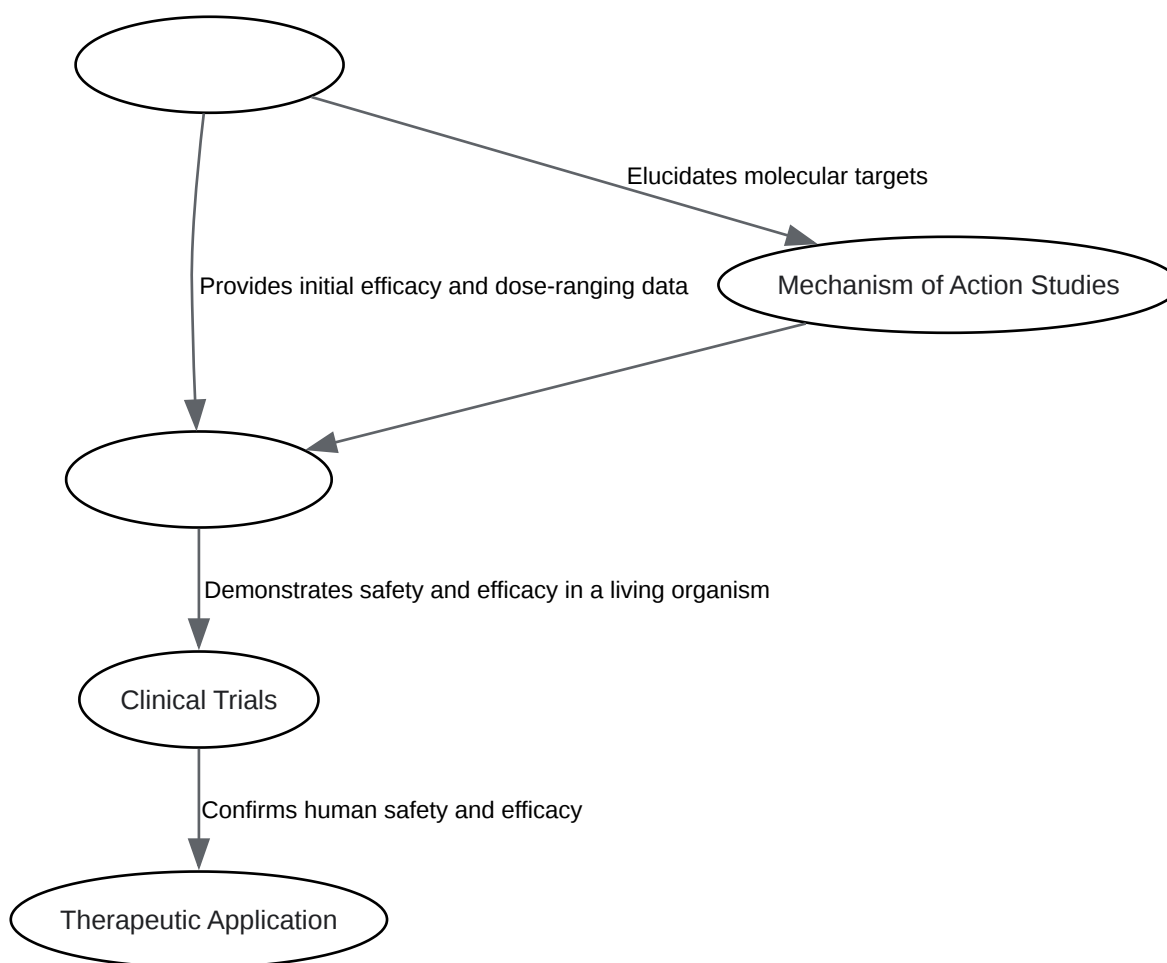 Elucidates molecular targets
Mechanism of Action Studies
Provides initial efficacy and dose-ranging data
Demonstrates safety and efficacy in a living organism
Clinical Trials
Confirms human safety and efficacy
Therapeutic Application